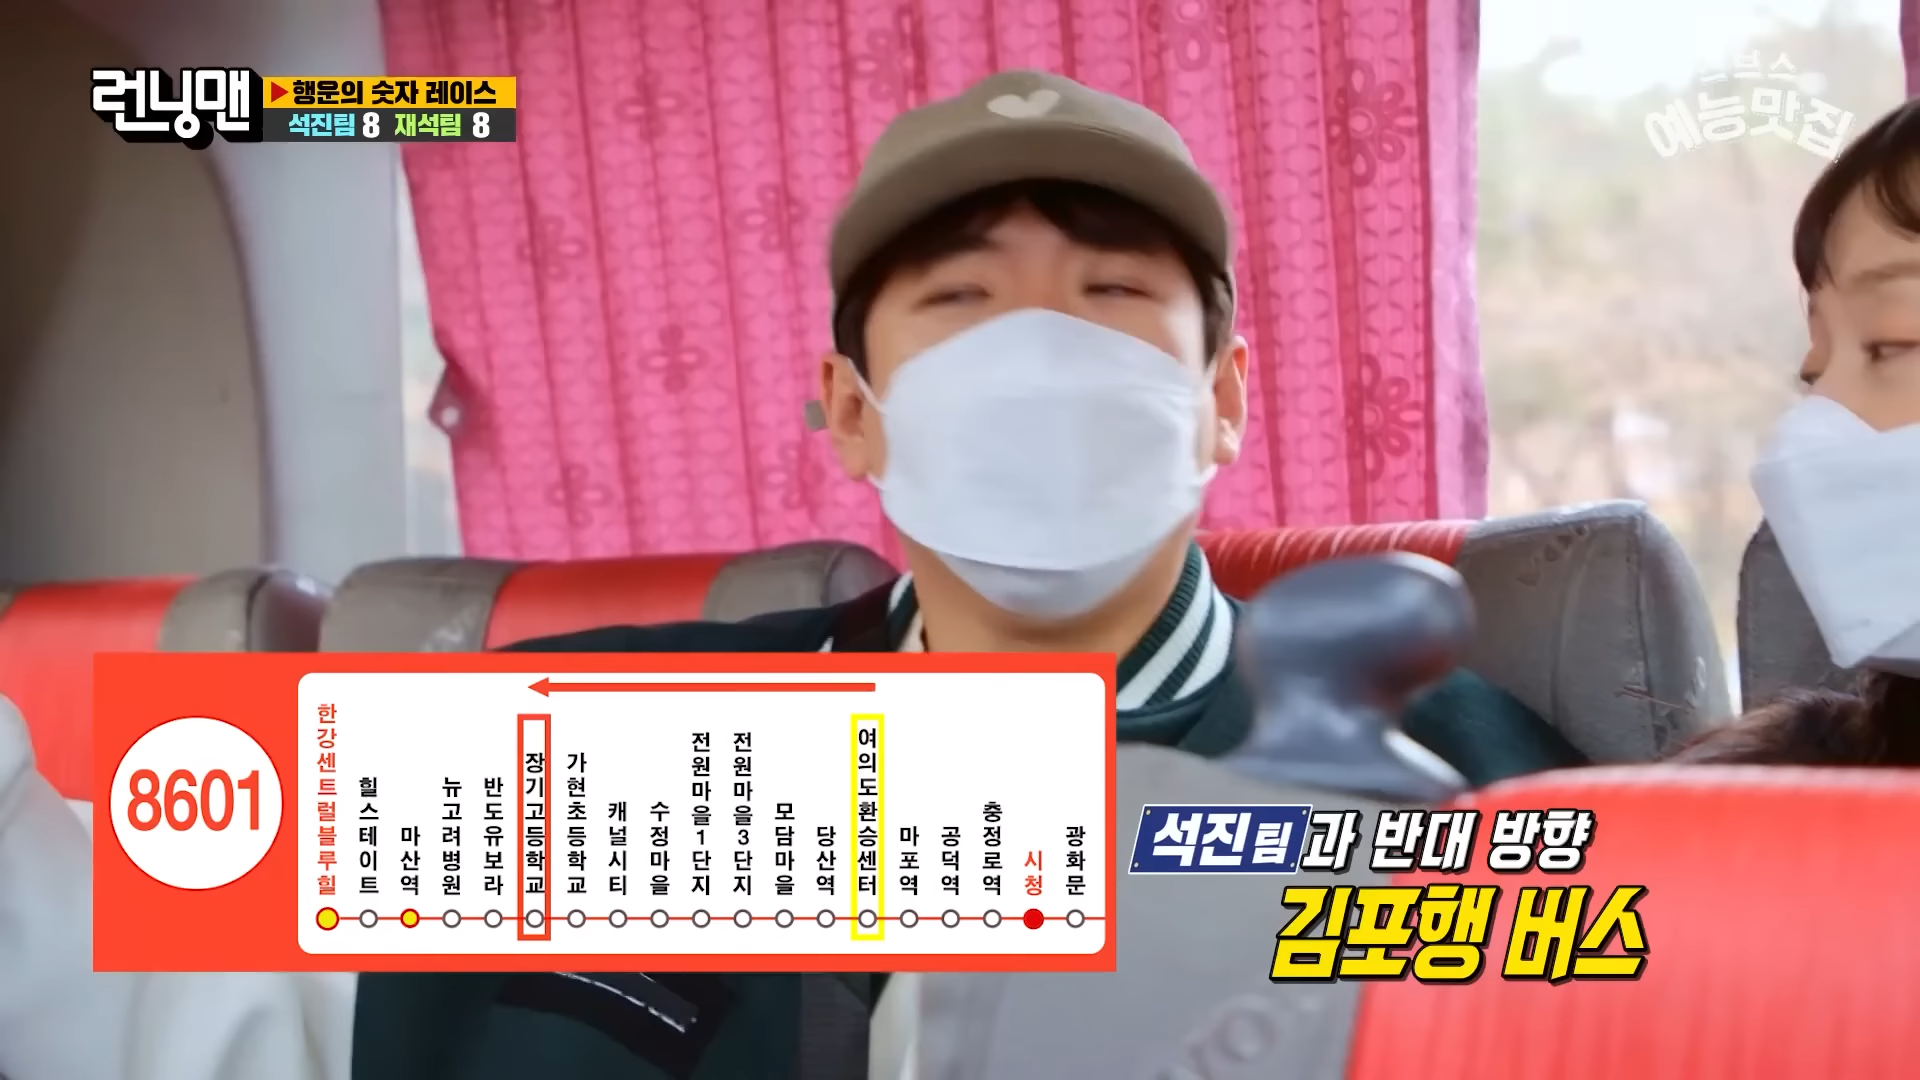 런닝맨
▶행운의 숫자 레이스
석진팀 8 재석팀 8
스브스
예능맛집
8601
한강센트럴블루힐
힐스테이트
마산역
뉴고려병원
반도유보라
장기고등학교
가현초등학교
캐널시티
수정마을
전원마을1단지
전원마을3단지
모담마을
당산역
여의도환승센터
마포역
공덕역
충정로역
시청
광화문
석진팀과 반대 방향
김포행 버스